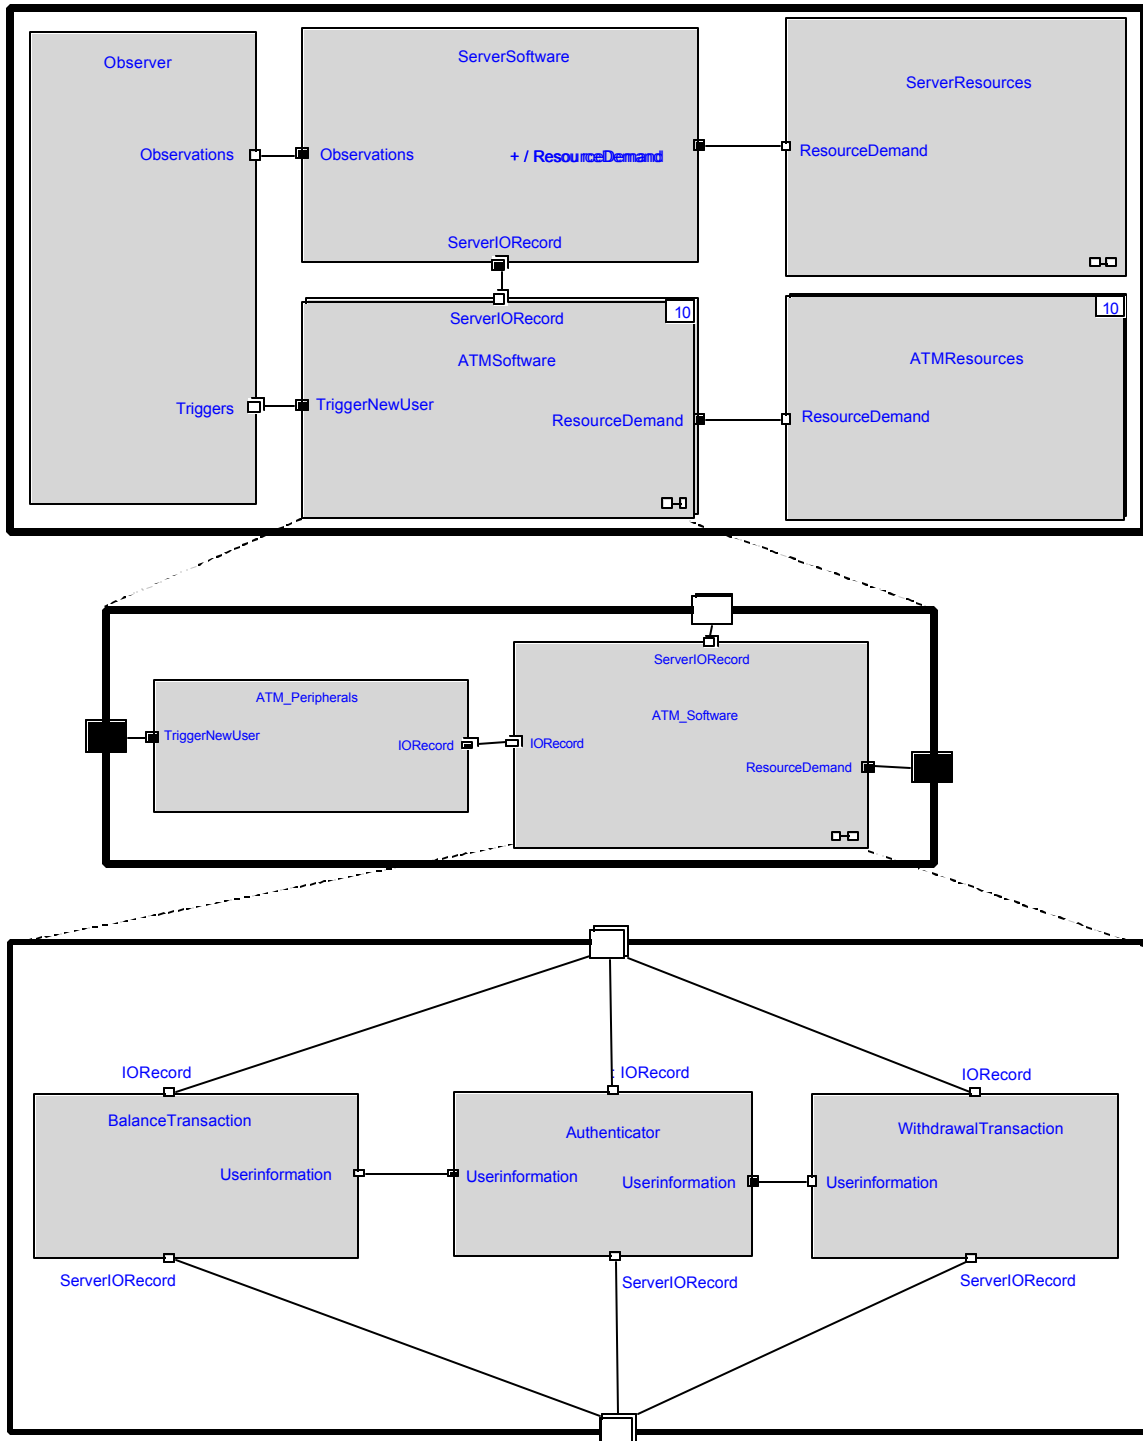 Observer
ServerSoftware
ServerResources
Observations
Observations
+ / ResourceDemand
ResourceDemand
ServerIORecord
ServerIORecord
10
10
ATMSoftware
ATMResources
Triggers
TriggerNewUser
ResourceDemand
ResourceDemand
ServerIORecord
ATM_Peripherals
ATM_Software
TriggerNewUser
IORecord
IORecord
ResourceDemand
IORecord
: IORecord
IORecord
BalanceTransaction
Authenticator
WithdrawalTransaction
Userinformation
Userinformation
Userinformation
Userinformation
ServerIORecord
ServerIORecord
ServerIORecord